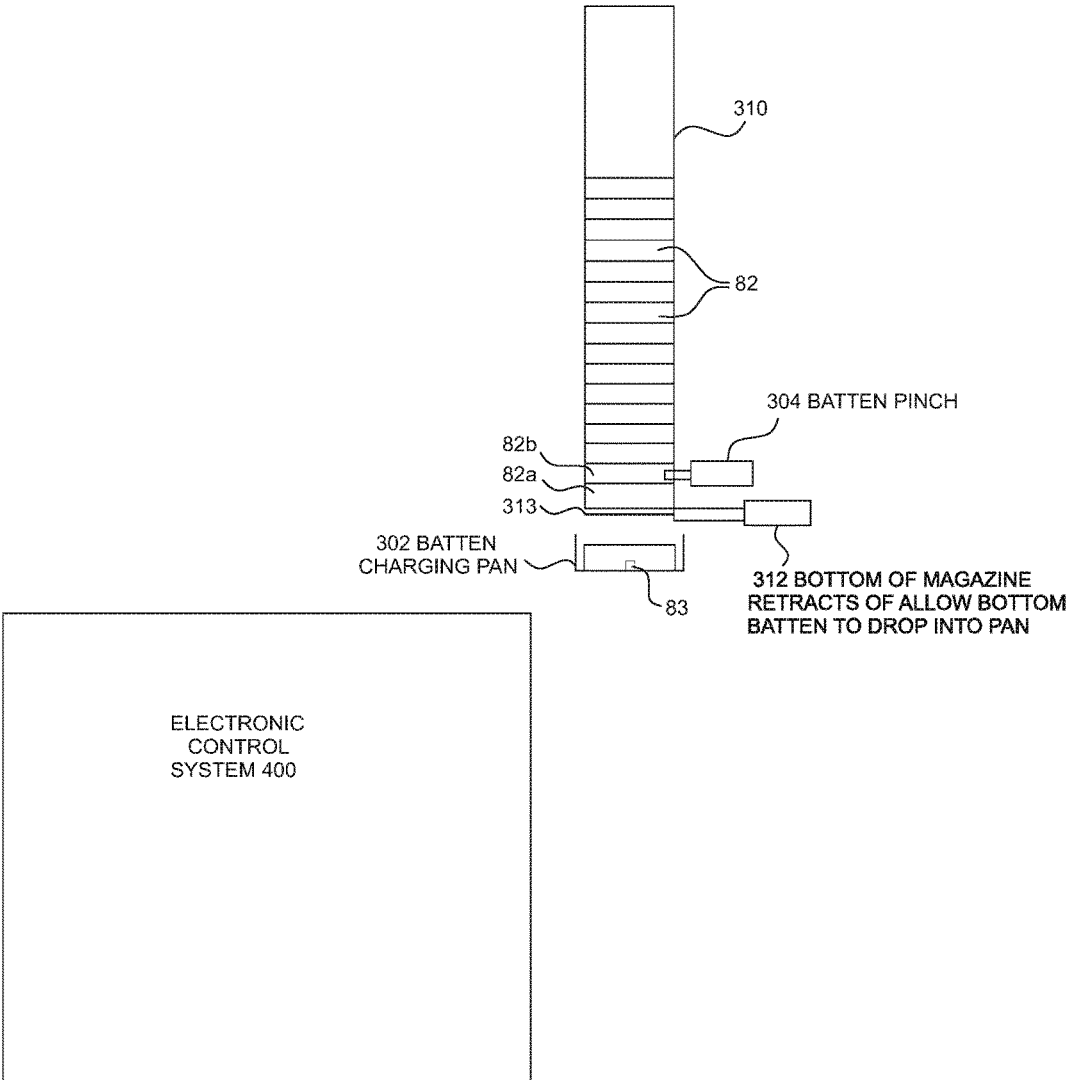 310
82
304 BATTEN PINCH
82b
82a
313
302 BATTEN
CHARGING PAN
83
312 BOTTOM OF MAGAZINE
RETRACTS OF ALLOW BOTTOM
BATTEN TO DROP INTO PAN
ELECTRONIC
CONTROL
SYSTEM 400